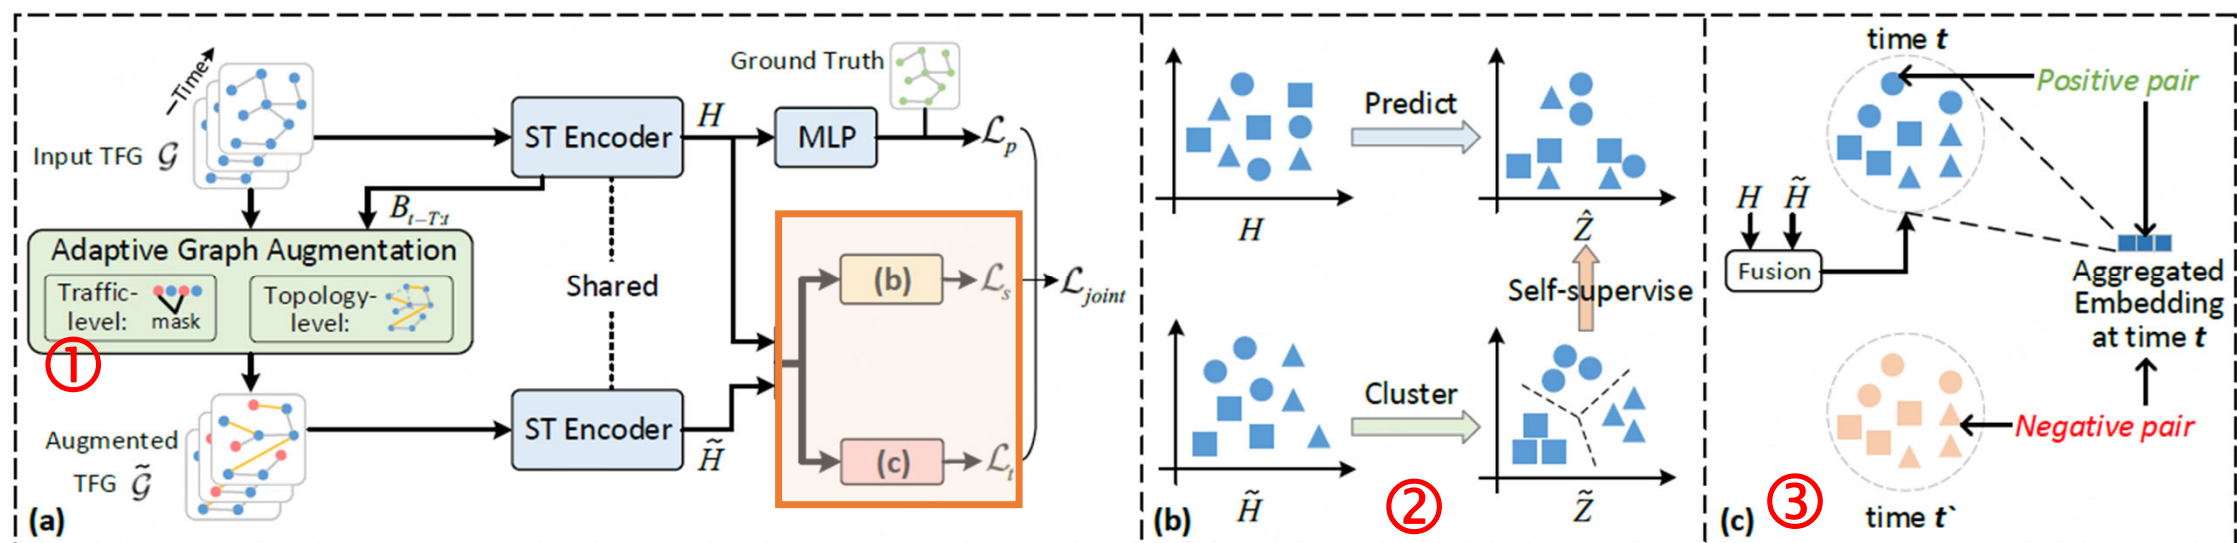 Time
Input TFG 𝒢
Ground Truth
ST Encoder
H
MLP
ℒp
B t−T:t
Adaptive Graph Augmentation
Traffic-
level:
mask
Topology-
level:
①
Shared
(b)
ℒs
ℒjoint
(c)
ℒt
Augmented
TFG 𝒢̃
ST Encoder
H̃
(a)
Predict
H
Ẑ
Self-supervise
Cluster
H̃
Z̃
②
(b)
time t
Positive pair
H H̃
Fusion
Aggregated
Embedding
at time t
Negative pair
③
time t`
(c)